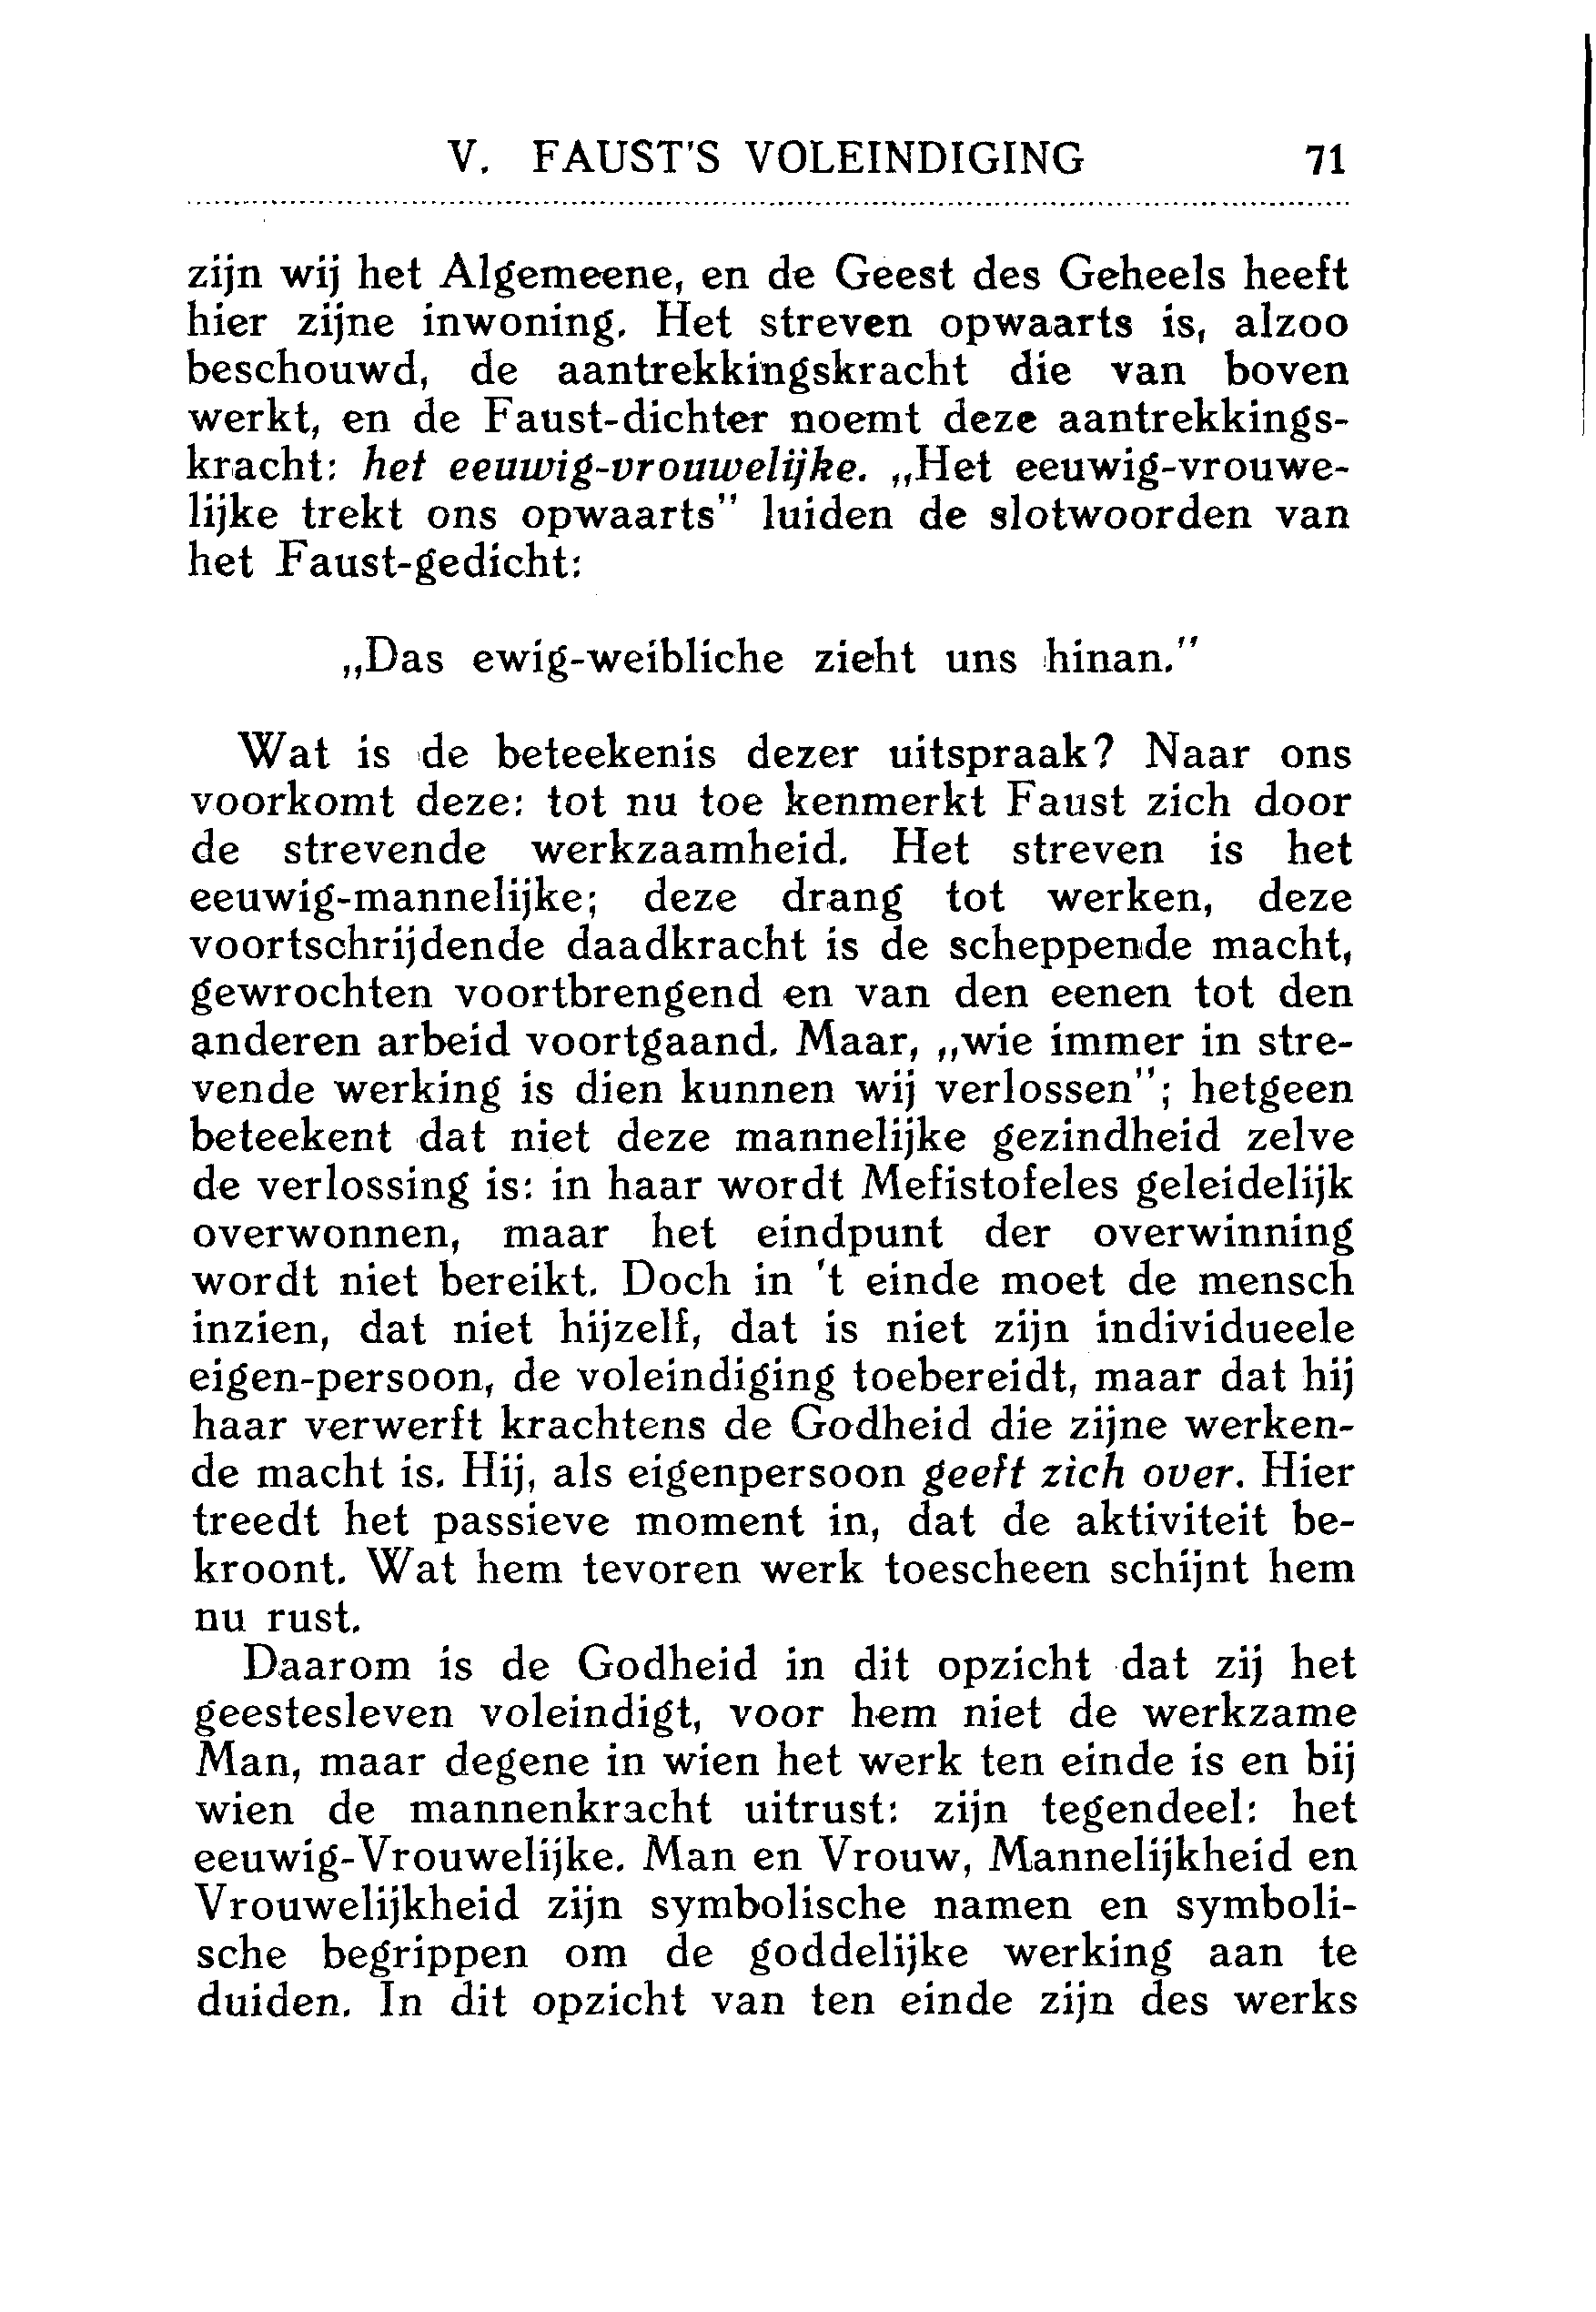 V. FAUST'S VOLEINDIGING 71
zijn wij het Algemeene, en de Geest des Geheels heeft
hier zijne inwoning. Het streven opwaarts is, alzoo
beschouwd, de aantrekkingskracht die van boven
werkt, en de Faust-dichter noemt deze aantrekkings-
kracht: het eeuwig-vrouwelijke. „Het eeuwig-vrouwe-
lijke trekt ons opwaarts" luiden de slotwoorden van
het Faust-gedicht:
„Das ewig-weibliche zieht uns hinan."
Wat is de beteekenis dezer uitspraak? Naar ons
voorkomt deze: tot nu toe kenmerkt Faust zich door
de strevende werkzaamheid. Het streven is het
eeuwig-mannelijke; deze drang tot werken, deze
voortschrijdende daadkracht is de scheppende macht,
gewrochten voortbrengend en van den eenen tot den
anderen arbeid voortgaand. Maar, „wie immer in stre-
vende werking is dien kunnen wij verlossen"; hetgeen
beteekent dat niet deze mannelijke gezindheid zelve
de verlossing is: in haar wordt Mefistofeles geleidelijk
overwonnen, maar het eindpunt der overwinning
wordt niet bereikt. Doch in 't einde moet de mensch
inzien, dat niet hijzelf, dat is niet zijn individueele
eigen-persoon, de voleindiging toebereidt, maar dat hij
haar verwerft krachtens de Godheid die zijne werken-
de macht is. Hij, als eigenpersoon geeft zich over. Hier
treedt het passieve moment in, dat de aktiviteit be-
kroont. Wat hem tevoren werk toescheen schijnt hem
nu rust.
Daarom is de Godheid in dit opzicht dat zij het
geestesleven voleindigt, voor hem niet de werkzame
Man, maar degene in wien het werk ten einde is en bij
wien de mannenkracht uitrust: zijn tegendeel: het
eeuwig-Vrouwelijke. Man en Vrouw, Mannelijkheid en
Vrouwelijkheid zijn symbolische namen en symboli-
sche begrippen om de goddelijke werking aan te
duiden. In dit opzicht van ten einde zijn des werks